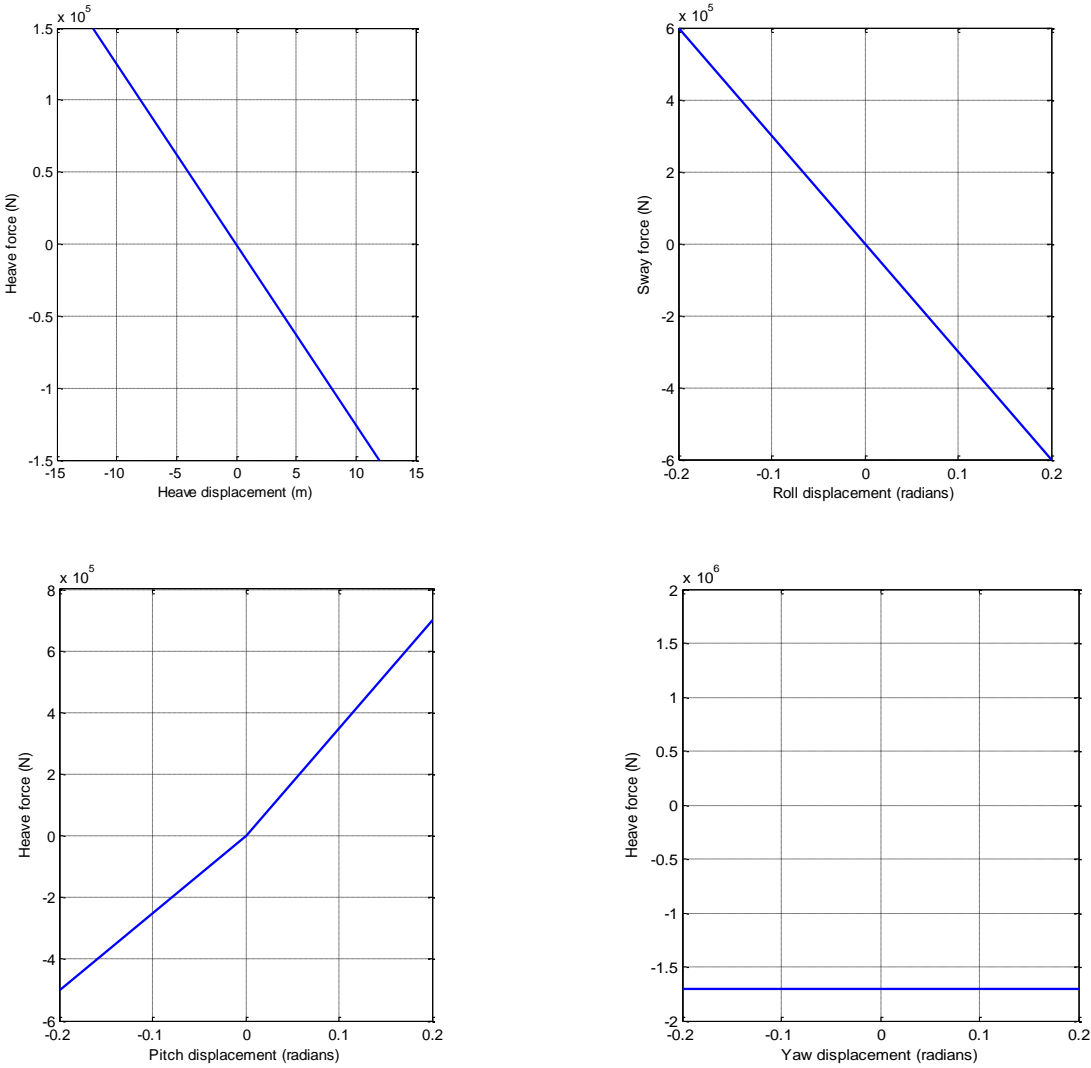 x 10^5
1.5
1
0.5
0
-0.5
-1
-1.5
-15 -10 -5 0 5 10 15
Heave displacement (m)
Heave force (N)
x 10^5
6
4
2
0
-2
-4
-6
-0.2 -0.1 0 0.1 0.2
Roll displacement (radians)
Sway force (N)
x 10^5
8
6
4
2
0
-2
-4
-6
-0.2 -0.1 0 0.1 0.2
Pitch displacement (radians)
Heave force (N)
x 10^6
2
1.5
1
0.5
0
-0.5
-1
-1.5
-2
-0.2 -0.1 0 0.1 0.2
Yaw displacement (radians)
Heave force (N)